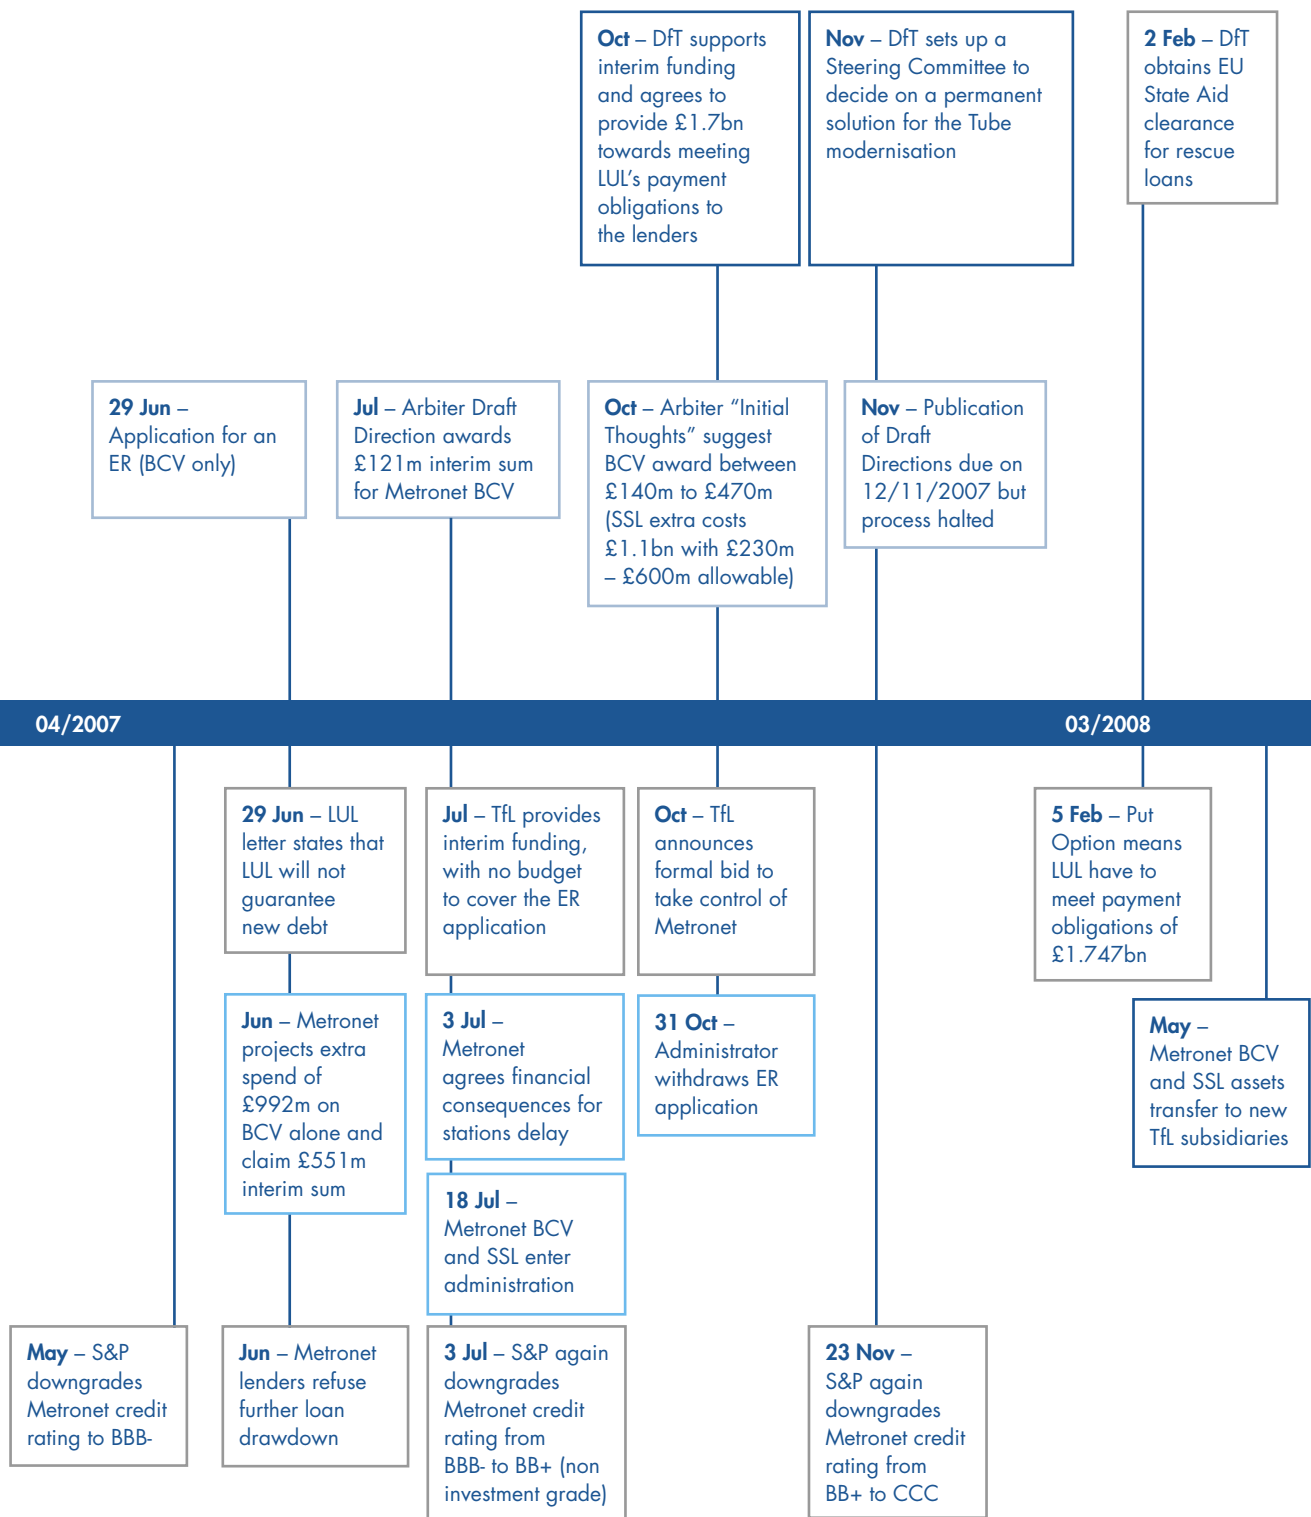 Oct – DfT supports
interim funding
and agrees to
provide £1.7bn
towards meeting
LUL’s payment
obligations to
the lenders
Nov – DfT sets up a
Steering Committee to
decide on a permanent
solution for the Tube
modernisation
2 Feb – DfT
obtains EU
State Aid
clearance
for rescue
loans
29 Jun –
Application for an
ER (BCV only)
Jul – Arbiter Draft
Direction awards
£121m interim sum
for Metronet BCV
Oct – Arbiter “Initial
Thoughts” suggest
BCV award between
£140m to £470m
(SSL extra costs
£1.1bn with £230m
– £600m allowable)
Nov – Publication
of Draft
Directions due on
12/11/2007 but
process halted
04/2007
03/2008
29 Jun – LUL
letter states that
LUL will not
guarantee
new debt
Jul – TfL provides
interim funding,
with no budget
to cover the ER
application
Oct – TfL
announces
formal bid to
take control of
Metronet
5 Feb – Put
Option means
LUL have to
meet payment
obligations of
£1.747bn
Jun – Metronet
projects extra
spend of
£992m on
BCV alone and
claim £551m
interim sum
3 Jul –
Metronet
agrees financial
consequences for
stations delay
31 Oct –
Administrator
withdraws ER
application
May –
Metronet BCV
and SSL assets
transfer to new
TfL subsidiaries
18 Jul –
Metronet BCV
and SSL enter
administration
May – S&P
downgrades
Metronet credit
rating to BBB-
Jun – Metronet
lenders refuse
further loan
drawdown
3 Jul – S&P again
downgrades
Metronet credit
rating from
BBB- to BB+ (non
investment grade)
23 Nov –
S&P again
downgrades
Metronet credit
rating from
BB+ to CCC